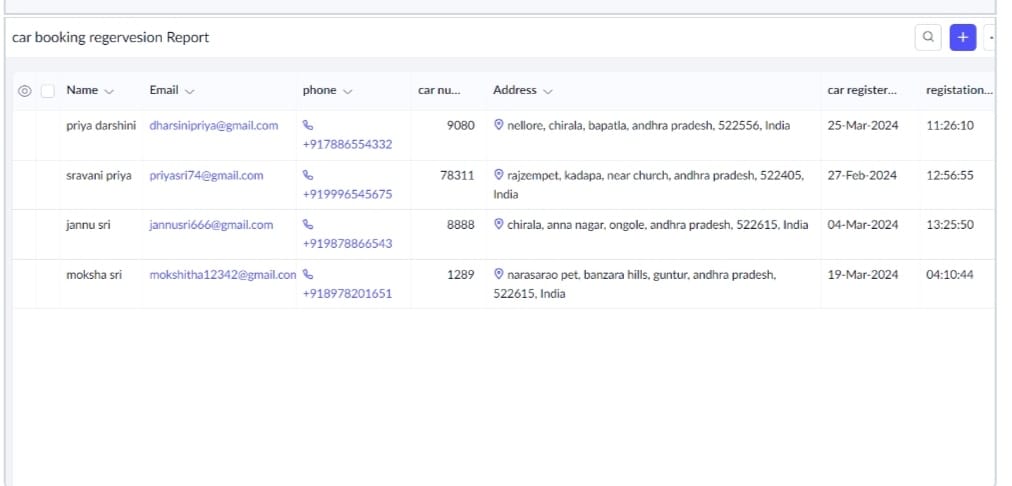 car booking regervesion Report
Name Email phone car nu... Address car register... registation...
priya darshini dharsinipriya@gmail.com +917886554332 9080 nellore, chirala, bapatla, andhra pradesh, 522556, India 25-Mar-2024 11:26:10
sravani priya priyasri74@gmail.com +919996545675 78311 rajzempet, kadapa, near church, andhra pradesh, 522405, India 27-Feb-2024 12:56:55
jannu sri jannusri666@gmail.com +919878866543 8888 chirala, anna nagar, ongole, andhra pradesh, 522615, India 04-Mar-2024 13:25:50
moksha sri mokshitha12342@gmail.con +918978201651 1289 narasarao pet, banzara hills, guntur, andhra pradesh, 522615, India 19-Mar-2024 04:10:44